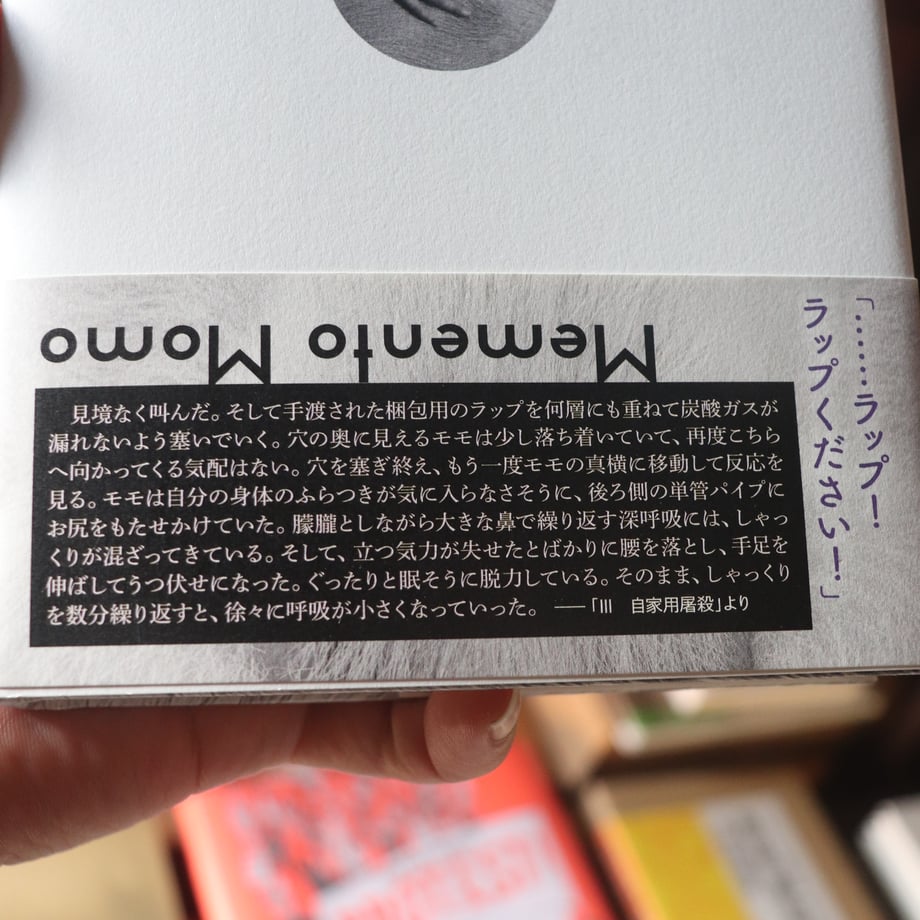 Memento Momo
「……ラップ!
ラップください!」
見境なく叫んだ。そして手渡された梱包用のラップを何層にも重ねて炭酸ガスが
漏れないよう塞いでいく。穴の奥に見えるモモは少し落ち着いていて、再度こちら
へ向かってくる気配はない。穴を塞ぎ終え、もう一度モモの真横に移動して反応を
見る。モモは自分の身体のふらつきが気に入らなさそうに、後ろ側の単管パイプに
お尻をもたせかけていた。朦朧としながら大きな鼻で繰り返す深呼吸には、しゃっ
くりが混ざってきている。そして、立つ気力が失せたとばかりに腰を落とし、手足を
伸ばしてうつ伏せになった。ぐったりと眠そうに脱力している。そのまま、しゃっくり
を数分繰り返すと、徐々に呼吸が小さくなっていった。 ──「Ⅲ 自家用屠殺」より